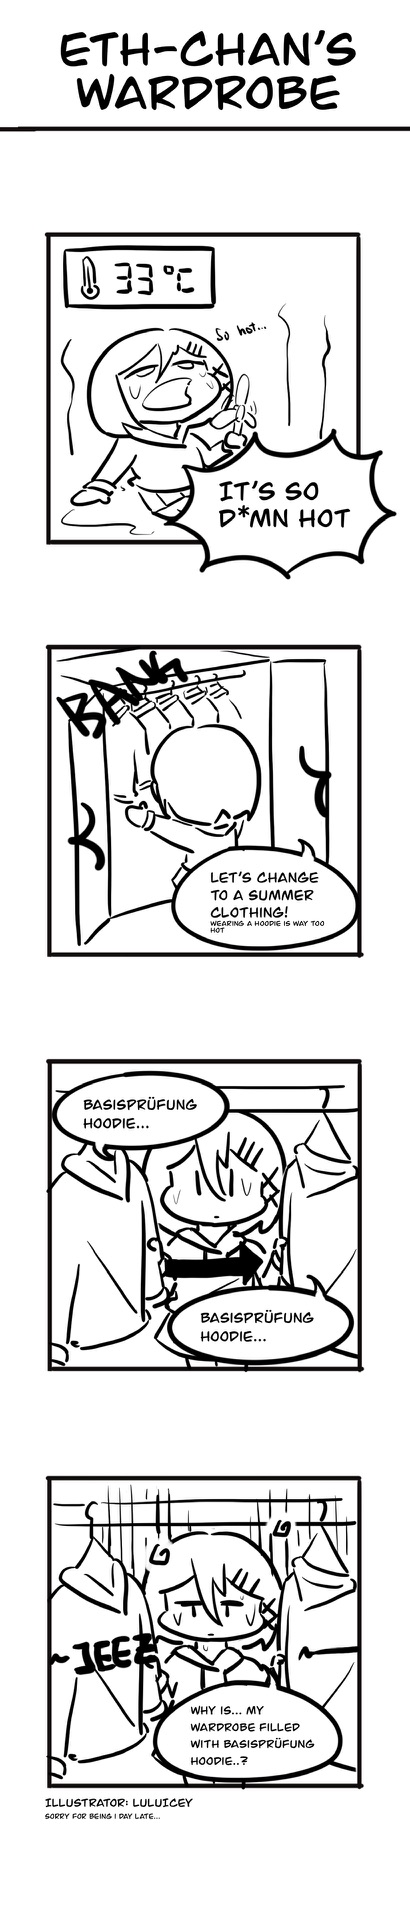 ETH-CHAN'S
WARDROBE
33°C
So hot...
IT'S SO
D*MN HOT
BANG
LET'S CHANGE
TO A SUMMER
CLOTHING!
WEARING A HOODIE IS WAY TOO
HOT
BASISPRÜFUNG
HOODIE...
BASISPRÜFUNG
HOODIE...
~JEEZ~
WHY IS... MY
WARDROBE FILLED
WITH BASISPRÜFUNG
HOODIE..?
ILLUSTRATOR: LULUICEY
SORRY FOR BEING 1 DAY LATE...